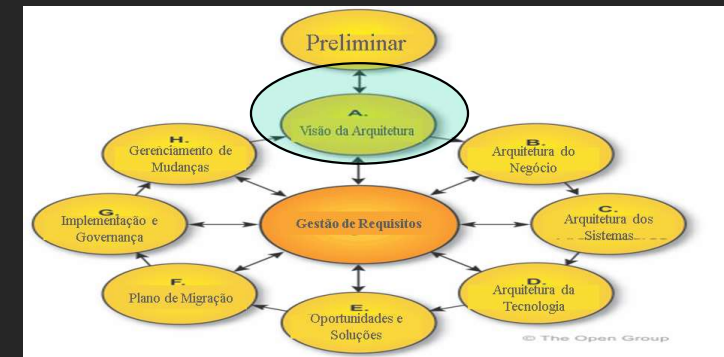 Preliminar
A.
Visão da Arquitetura
H.
Gerenciamento de
Mudanças
B.
Arquitetura do
Negócio
G.
Implementação e
Governança
Gestão de Requisitos
C.
Arquitetura dos
Sistemas
F.
Plano de Migração
D.
Arquitetura da
Tecnologia
E.
Oportunidades e
Soluções
© The Open Group